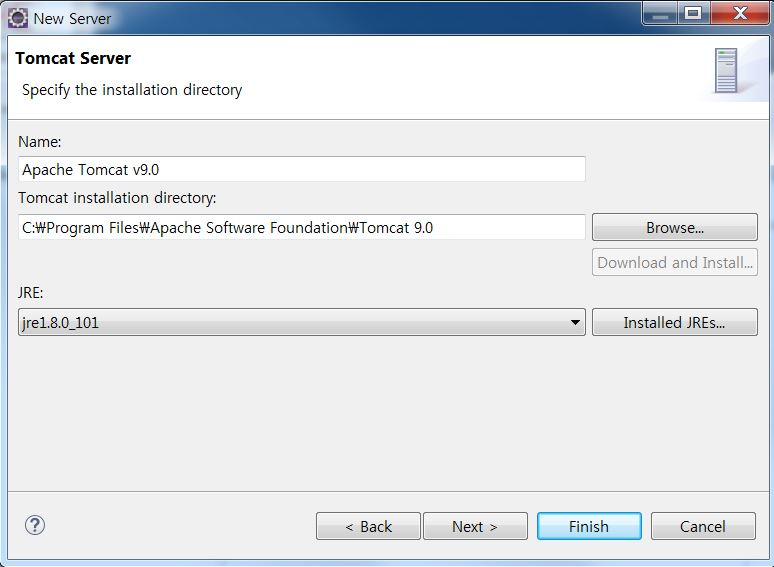 New Server
Tomcat Server
Specify the installation directory
Name:
Apache Tomcat v9.0
Tomcat installation directory:
C:₩Program Files₩Apache Software Foundation₩Tomcat 9.0
Browse...
Download and Install...
JRE:
jre1.8.0_101
Installed JREs...
?
< Back
Next >
Finish
Cancel